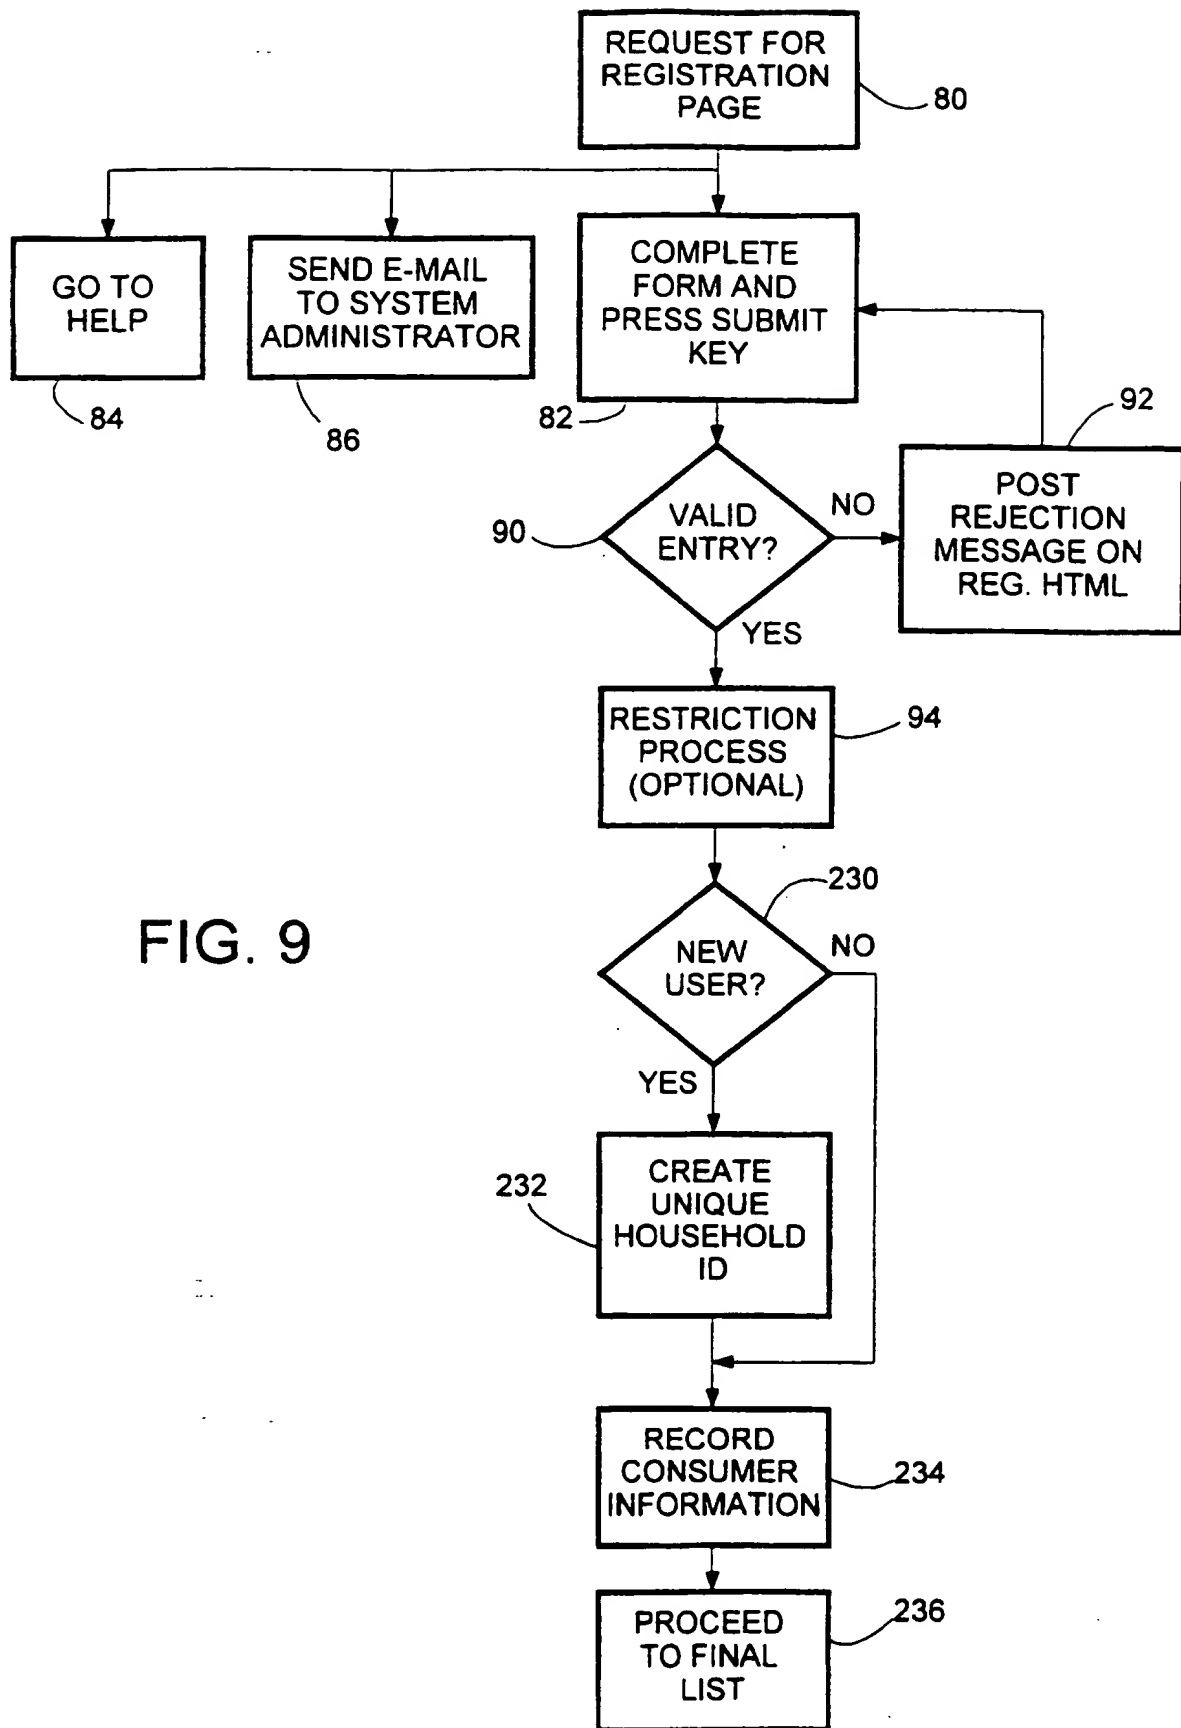 REQUEST FOR
REGISTRATION
PAGE
80
GO TO
HELP
84
SEND E-MAIL
TO SYSTEM
ADMINISTRATOR
86
COMPLETE
FORM AND
PRESS SUBMIT
KEY
82
92
POST
REJECTION
MESSAGE ON
REG. HTML
90
VALID
ENTRY?
NO
YES
RESTRICTION
PROCESS
(OPTIONAL)
94
230
NEW
USER?
NO
YES
FIG. 9
232
CREATE
UNIQUE
HOUSEHOLD
ID
RECORD
CONSUMER
INFORMATION
234
PROCEED
TO FINAL
LIST
236